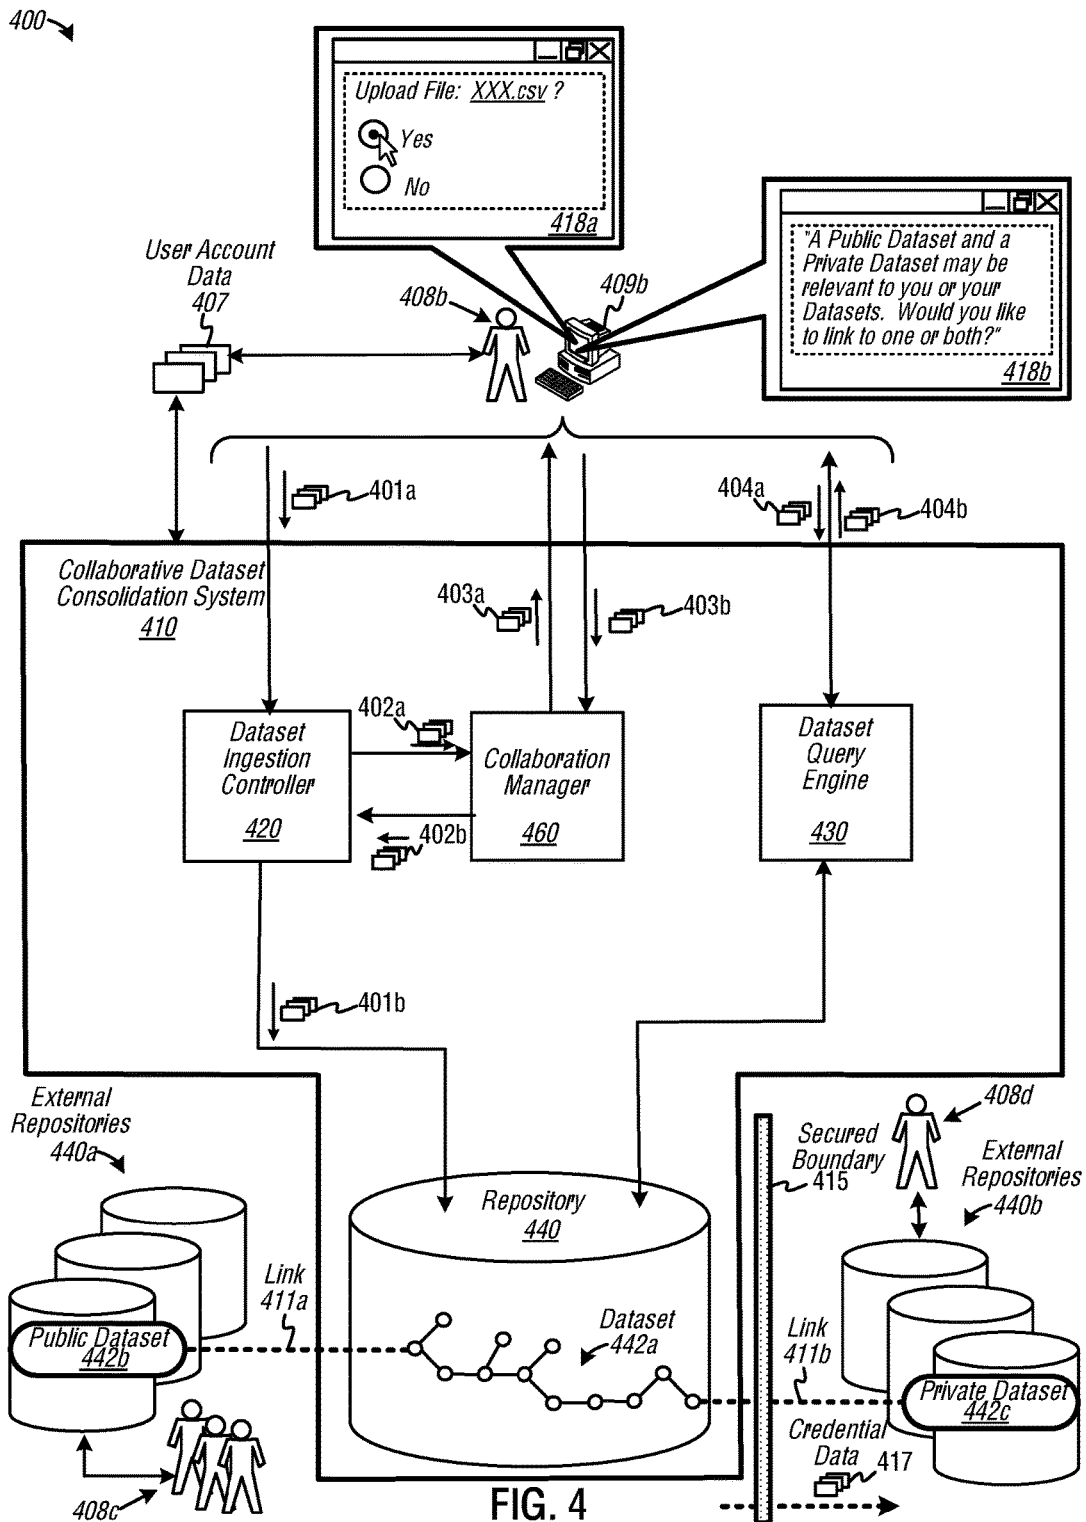 400
Upload File: XXX.csv ?
Yes
No
418a
"A Public Dataset and a
Private Dataset may be
relevant to you or your
Datasets. Would you like
to link to one or both?"
418b
User Account
Data
407
408b
409b
401a
404a
404b
Collaborative Dataset
Consolidation System
410
403a
403b
402a
Dataset
Ingestion
Controller
420
Collaboration
Manager
460
Dataset
Query
Engine
430
402b
401b
External
Repositories
440a
408d
Secured
Boundary
415
External
Repositories
440b
Repository
440
Link
411a
Dataset
442a
Link
411b
Public Dataset
442b
Private Dataset
442c
Credential
Data
417
408c
FIG. 4